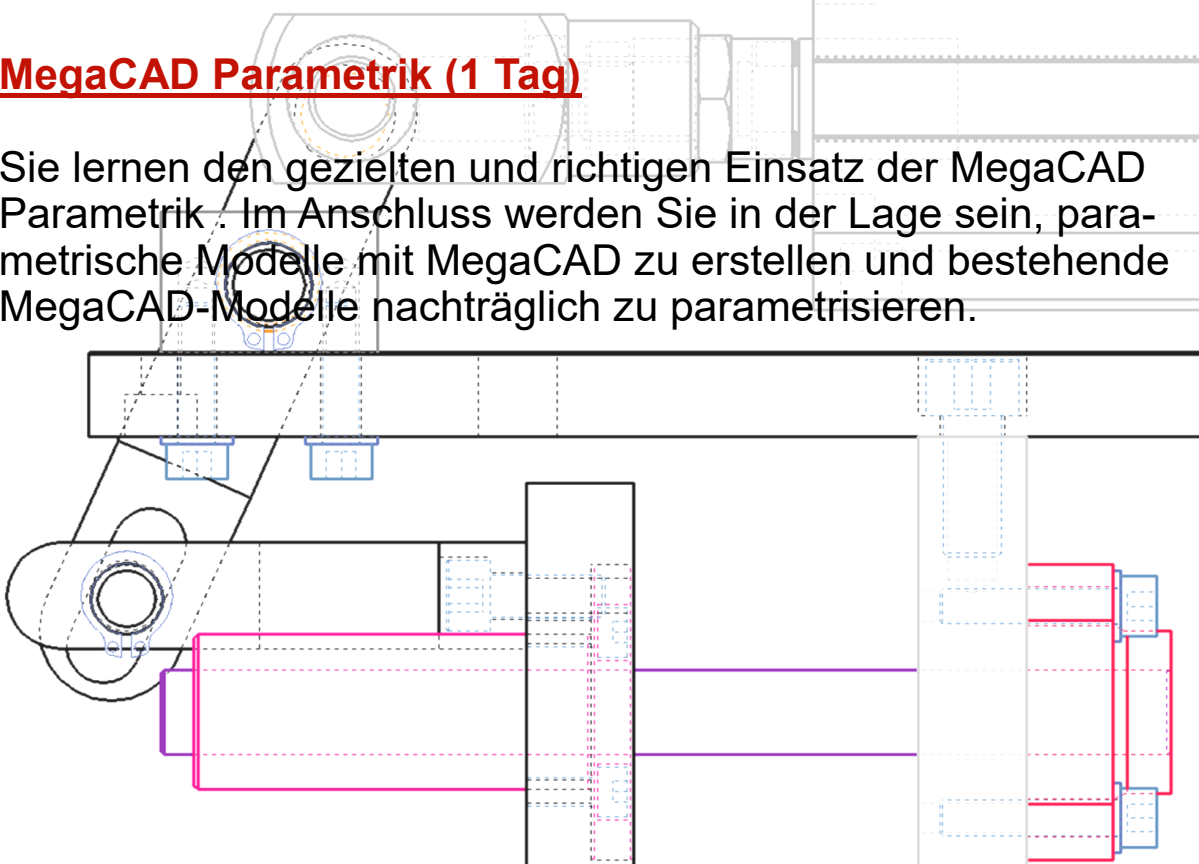 MegaCAD Parametrik (1 Tag)
Sie lernen den gezielten und richtigen Einsatz der MegaCAD
Parametrik . Im Anschluss werden Sie in der Lage sein, para-
metrische Modelle mit MegaCAD zu erstellen und bestehende
MegaCAD-Modelle nachträglich zu parametrisieren.